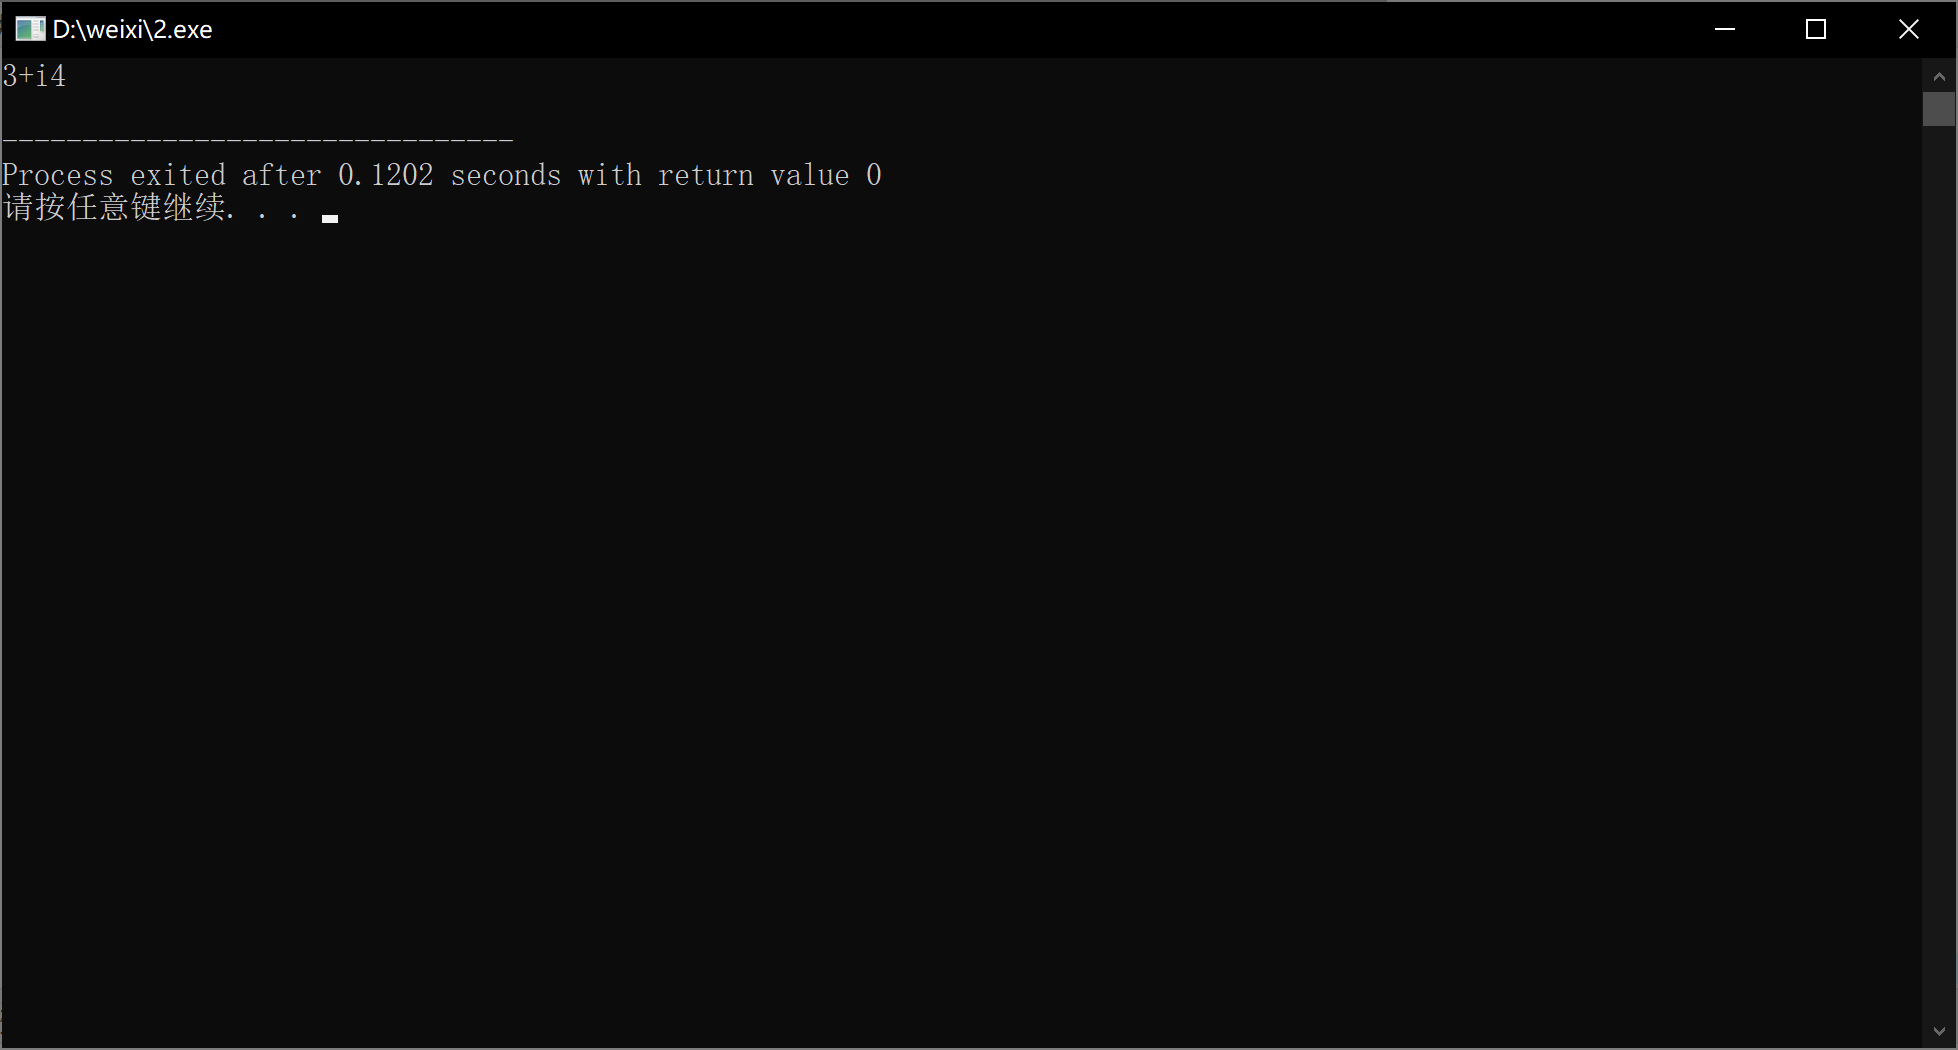 D:\weixi\2.exe
3+i4
--------------------------------
Process exited after 0.1202 seconds with return value 0
请按任意键继续. . .